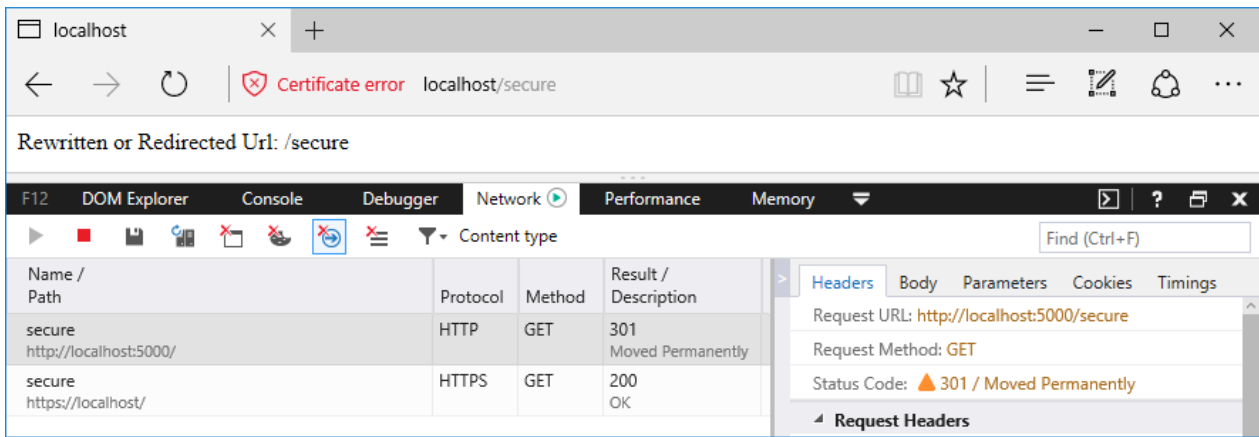 localhost
Certificate error localhost/secure
Rewritten or Redirected Url: /secure
F12 DOM Explorer Console Debugger Network Performance Memory ?
Content type Find (Ctrl+F)
Name /
Path Protocol Method Result /
Description
Headers Body Parameters Cookies Timings
secure HTTP GET 301
http://localhost:5000/ Moved Permanently
secure HTTPS GET 200
https://localhost/ OK
Request URL: http://localhost:5000/secure
Request Method: GET
Status Code: 301 / Moved Permanently
Request Headers